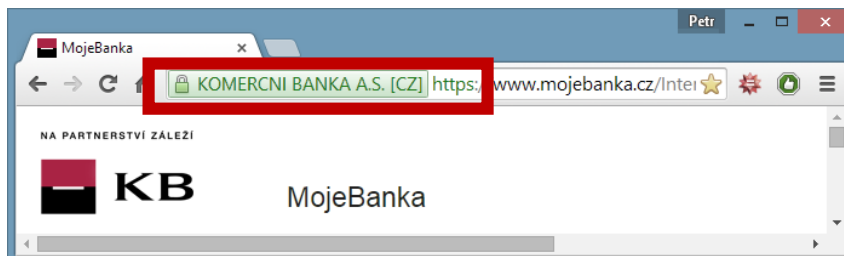 Petr
MojeBanka
KOMERCNI BANKA A.S. [CZ] https:/www.mojebanka.cz/Inter
NA PARTNERSTVÍ ZÁLEŽÍ
KB MojeBanka